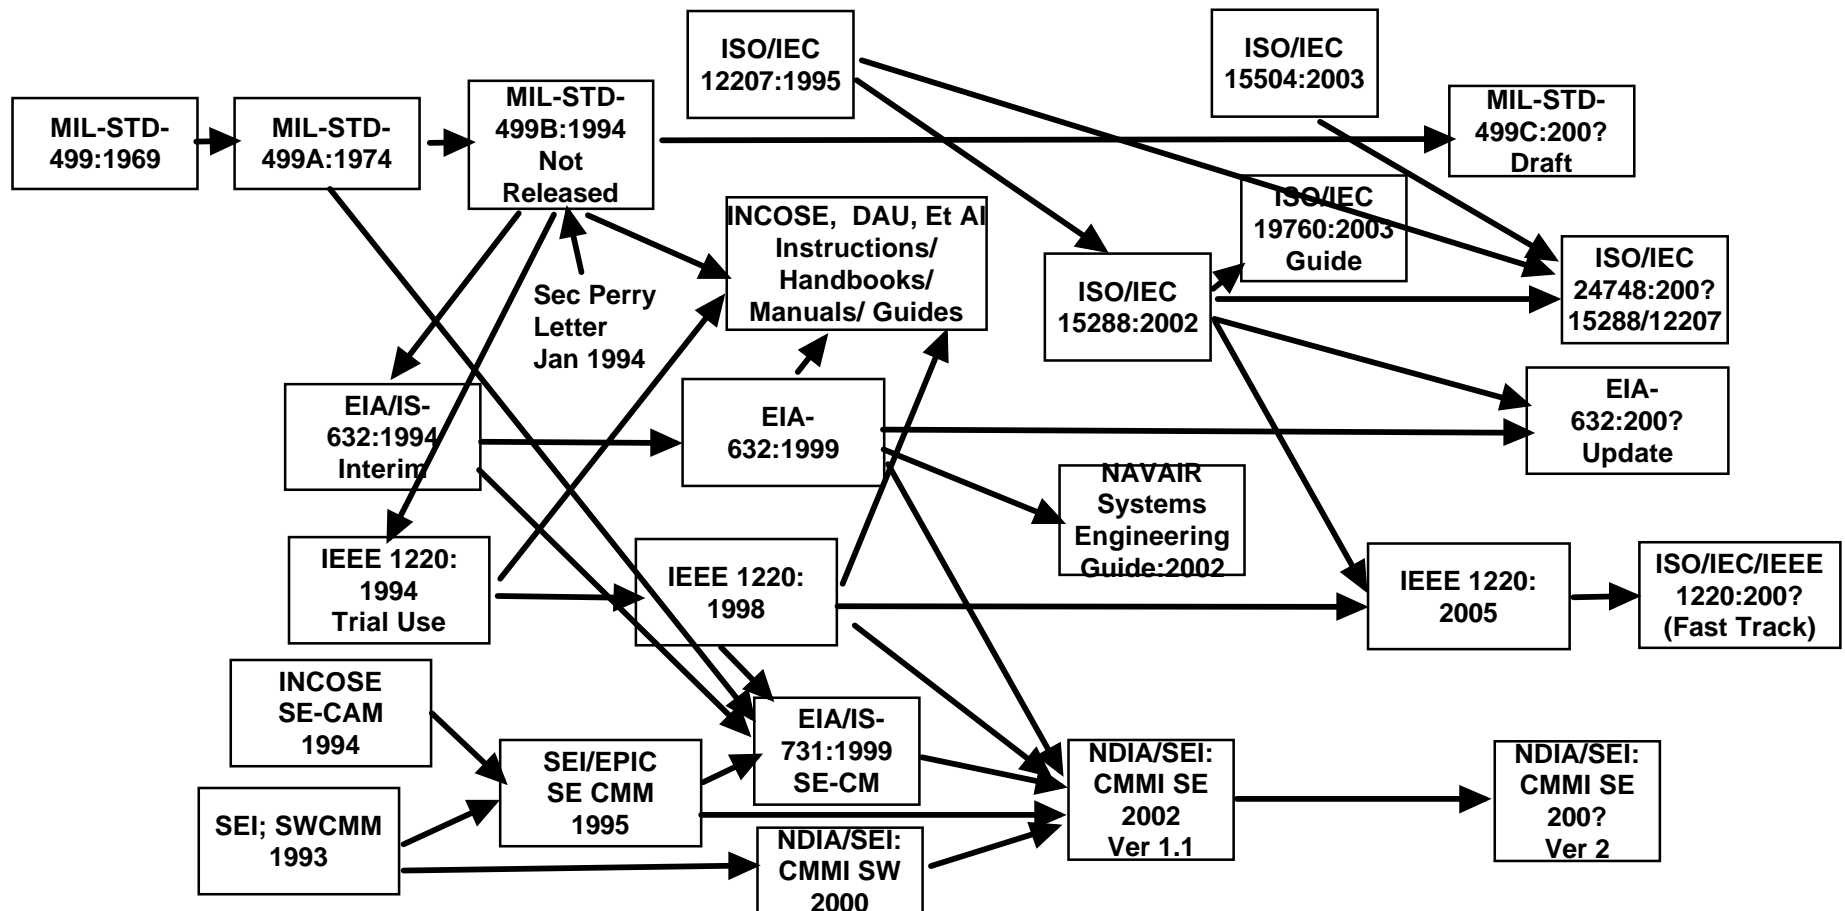 ISO/IEC
12207:1995
ISO/IEC
15504:2003
MIL-STD-
499:1969
MIL-STD-
499A:1974
MIL-STD-
499B:1994
Not
Released
MIL-STD-
499C:200?
Draft
INCOSE, DAU, Et Al
Instructions/
Handbooks/
Manuals/ Guides
ISO/IEC
19760:2003
Guide
ISO/IEC
15288:2002
ISO/IEC
24748:200?
15288/12207
Sec Perry
Letter
Jan 1994
EIA/IS-
632:1994
Interim
EIA-
632:1999
EIA-
632:200?
Update
NAVAIR
Systems
Engineering
Guide:2002
IEEE 1220:
1994
Trial Use
IEEE 1220:
1998
IEEE 1220:
2005
ISO/IEC/IEEE
1220:200?
(Fast Track)
INCOSE
SE-CAM
1994
SEI/EPIC
SE CMM
1995
EIA/IS-
731:1999
SE-CM
NDIA/SEI:
CMMI SE
2002
Ver 1.1
NDIA/SEI:
CMMI SE
200?
Ver 2
SEI; SWCMM
1993
NDIA/SEI:
CMMI SW
2000